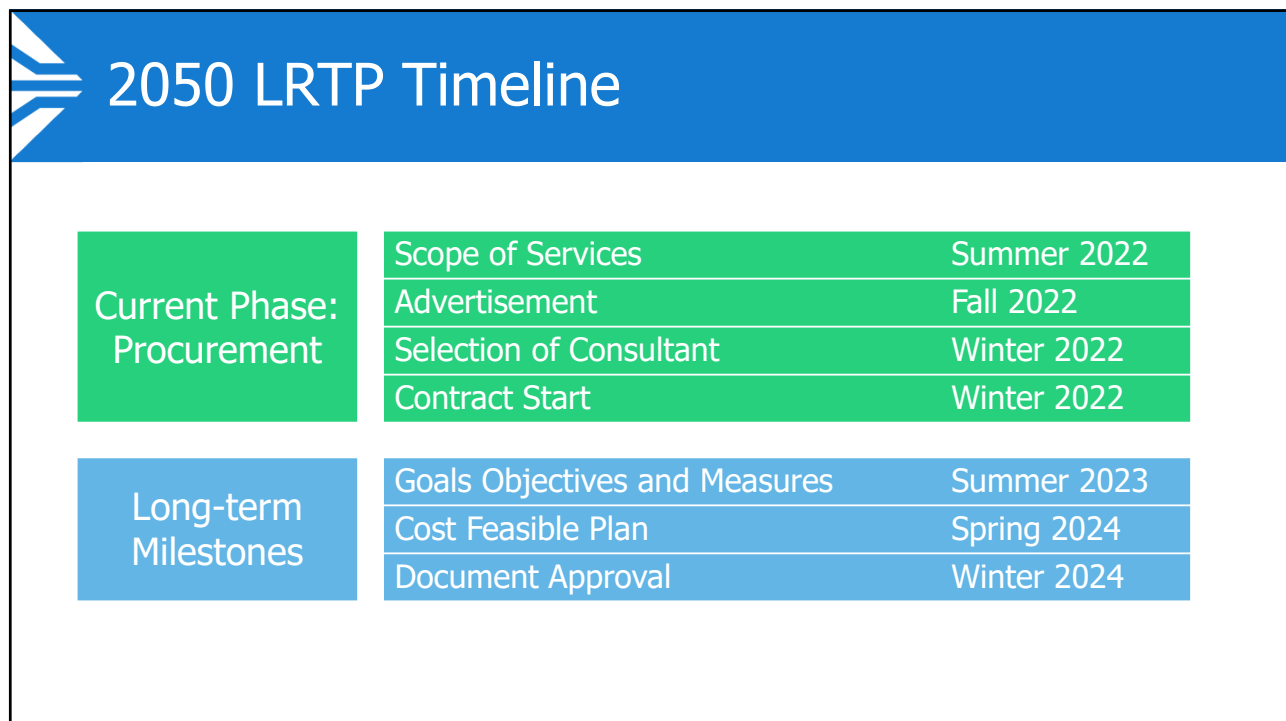 2050 LRTP Timeline
Current Phase:
Procurement
Scope of Services Summer 2022
Advertisement Fall 2022
Selection of Consultant Winter 2022
Contract Start Winter 2022
Long-term
Milestones
Goals Objectives and Measures Summer 2023
Cost Feasible Plan Spring 2024
Document Approval Winter 2024